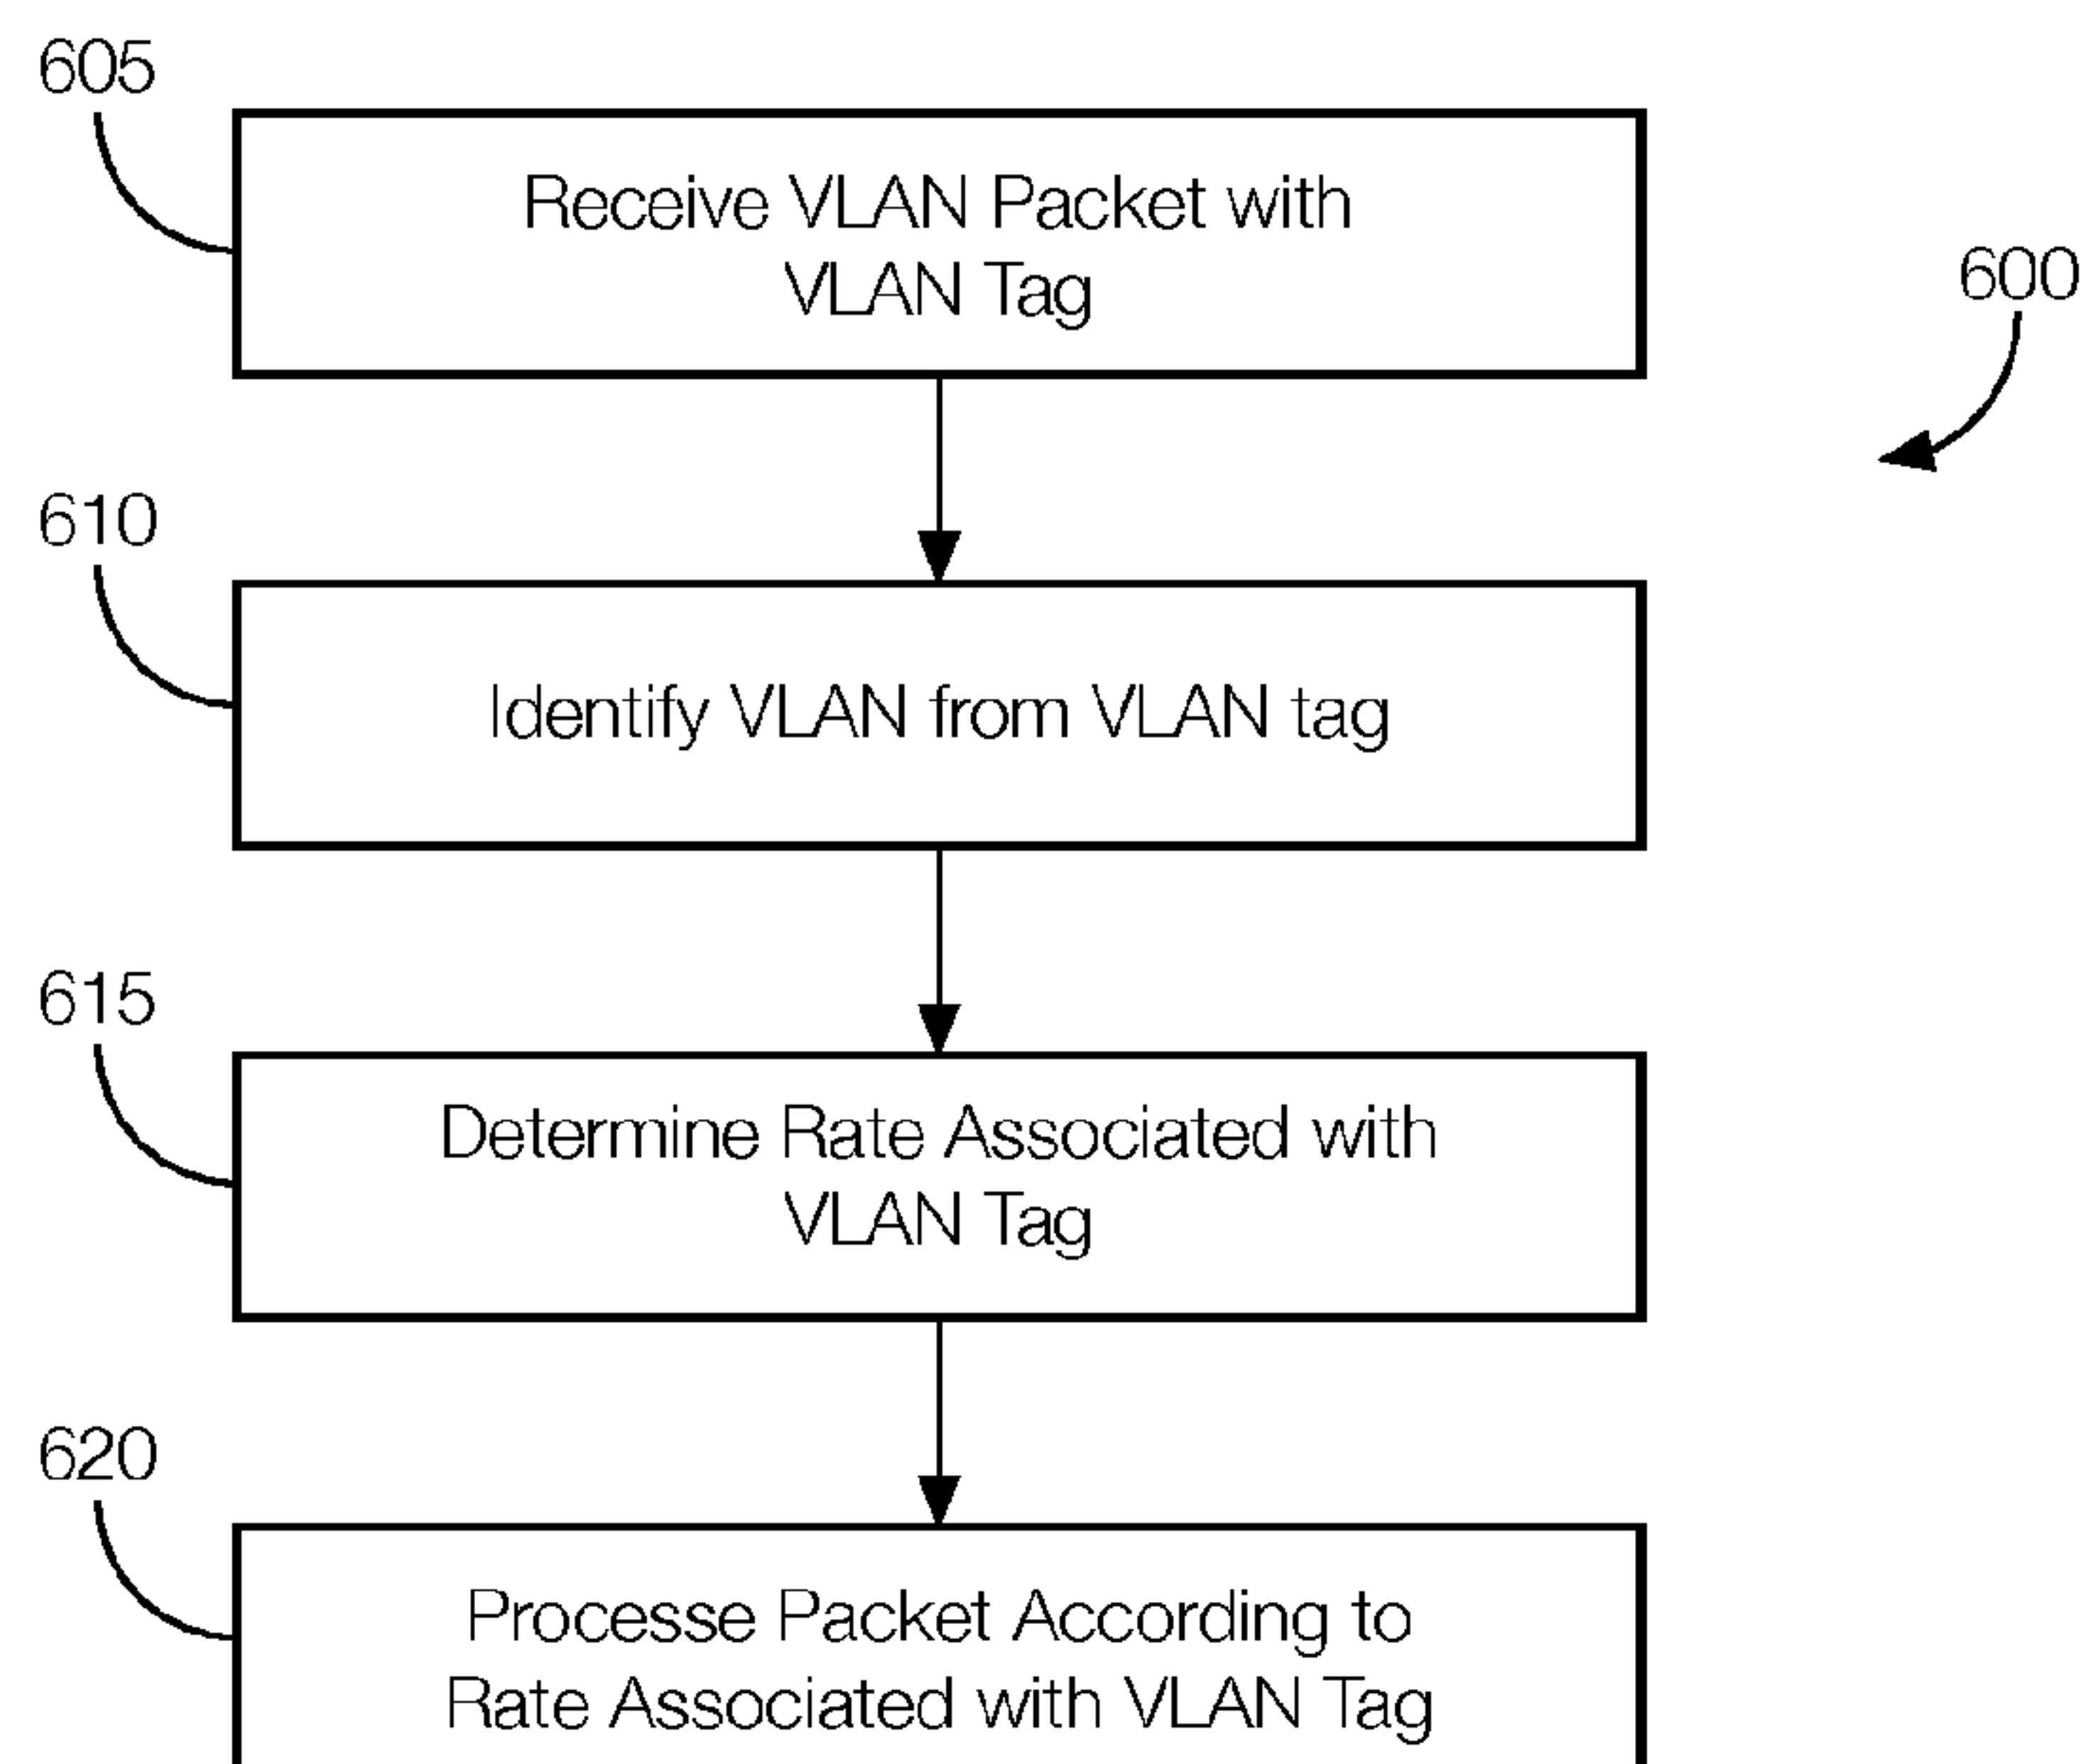 605
Receive VLAN Packet with
VLAN Tag
600
610
Identify VLAN from VLAN tag
615
Determine Rate Associated with
VLAN Tag
620
Processe Packet According to
Rate Associated with VLAN Tag